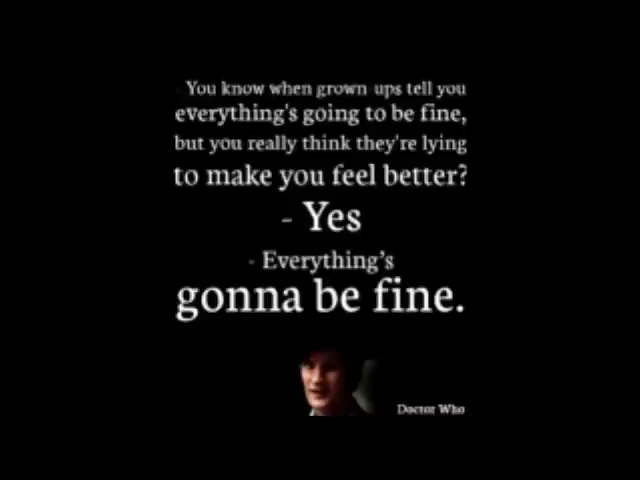 - You know when grown ups tell you
everything's going to be fine,
but you really think they're lying
to make you feel better?
- Yes
- Everything's
gonna be fine.
Doctor Who